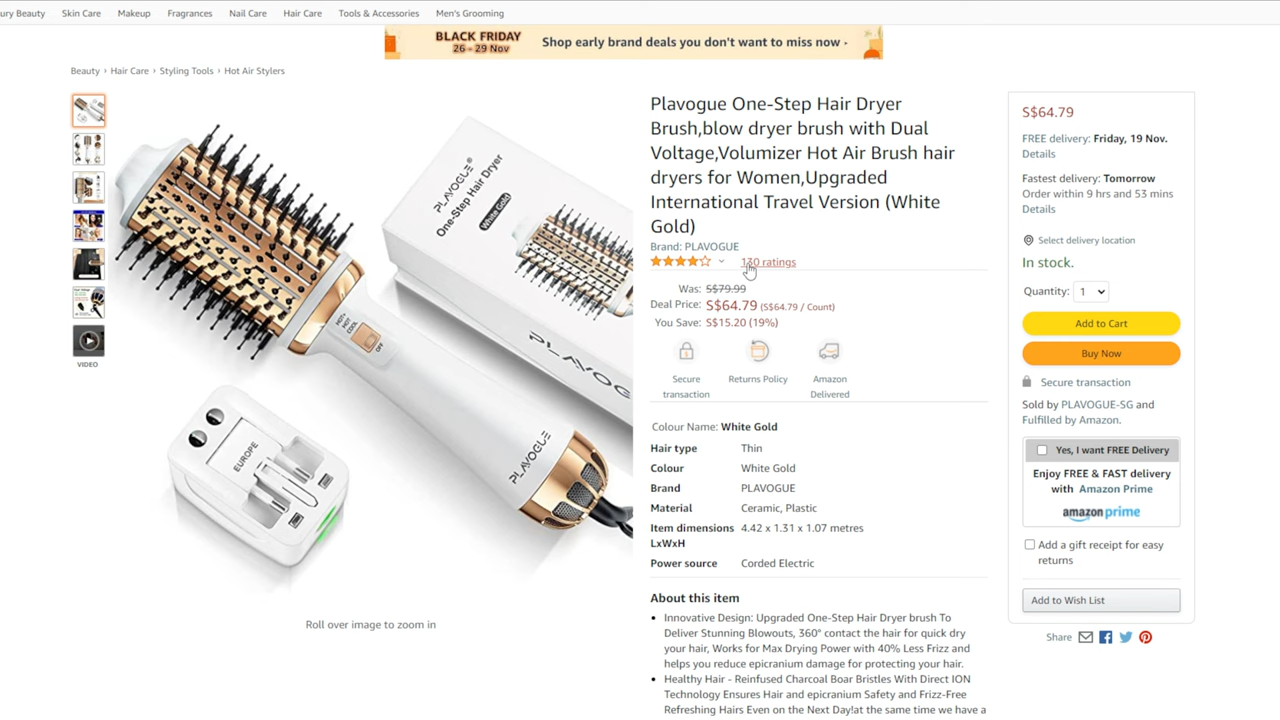 ury Beauty Skin Care Makeup Fragrances Nail Care Hair Care Tools & Accessories Men's Grooming
BLACK FRIDAY
26 - 29 Nov
Shop early brand deals you don't want to miss now
Beauty › Hair Care › Styling Tools › Hot Air Stylers
PLAVOGUE®
One-Step Hair Dryer
White Gold
PLAVOG
HOT+
HOT
COOL
OFF
PLAVOGUE
EUROPE
VIDEO
Roll over image to zoom in
Plavogue One-Step Hair Dryer
Brush,blow dryer brush with Dual
Voltage,Volumizer Hot Air Brush hair
dryers for Women,Upgraded
International Travel Version (White
Gold)
Brand: PLAVOGUE
130 ratings
Was: S$79.99
Deal Price: S$64.79 (S$64.79 / Count)
You Save: S$15.20 (19%)
Secure
transaction
Returns Policy
Amazon
Delivered
Colour Name: White Gold
Hair type Thin
Colour White Gold
Brand PLAVOGUE
Material Ceramic, Plastic
Item dimensions 4.42 x 1.31 x 1.07 metres
LxWxH
Power source Corded Electric
About this item
• Innovative Design: Upgraded One-Step Hair Dryer brush To
Deliver Stunning Blowouts, 360° contact the hair for quick dry
your hair, Works for Max Drying Power with 40% Less Frizz and
helps you reduce epicranium damage for protecting your hair.
• Healthy Hair - Reinfused Charcoal Boar Bristles With Direct ION
Technology Ensures Hair and epicranium Safety and Frizz-Free
Refreshing Hairs Even on the Next Day!at the same time we have a
S$64.79
FREE delivery: Friday, 19 Nov.
Details
Fastest delivery: Tomorrow
Order within 9 hrs and 53 mins
Details
Select delivery location
In stock.
Quantity: 1
Add to Cart
Buy Now
Secure transaction
Sold by PLAVOGUE-SG and
Fulfilled by Amazon.
Yes, I want FREE Delivery
Enjoy FREE & FAST delivery
with Amazon Prime
amazon prime
Add a gift receipt for easy
returns
Add to Wish List
Share